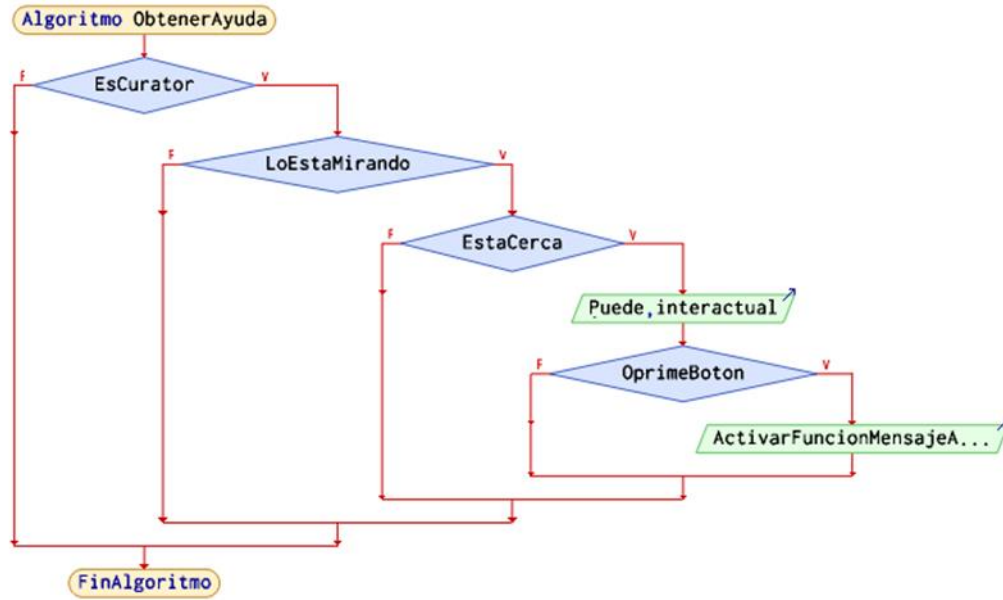 Algoritmo ObtenerAyuda
F
EsCurator
V
F
LoEstaMirando
V
F
EstaCerca
V
Puede,interactual
F
OprimeBoton
V
ActivarFuncionMensajeA...
FinAlgoritmo